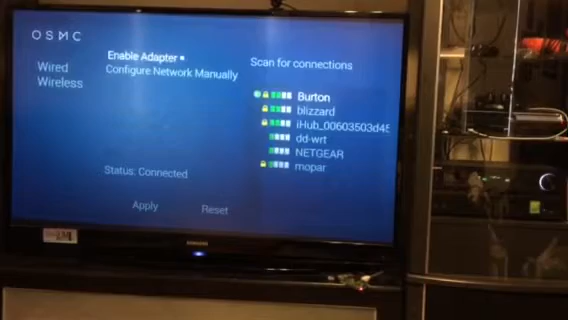 OSMC
Wired
Wireless
Enable Adapter
Configure Network Manually
Status: Connected
Apply
Reset
Scan for connections
Burton
blizzard
iHub_00603503d45
dd-wrt
NETGEAR
mopar
SAMSUNG